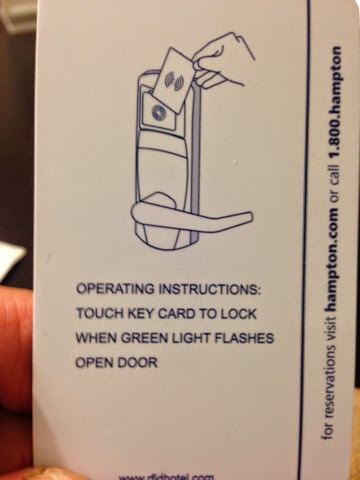 OPERATING INSTRUCTIONS:
TOUCH KEY CARD TO LOCK
WHEN GREEN LIGHT FLASHES
OPEN DOOR
www.rfidhotel.com
for reservations visit hampton.com or call 1.800.hampton